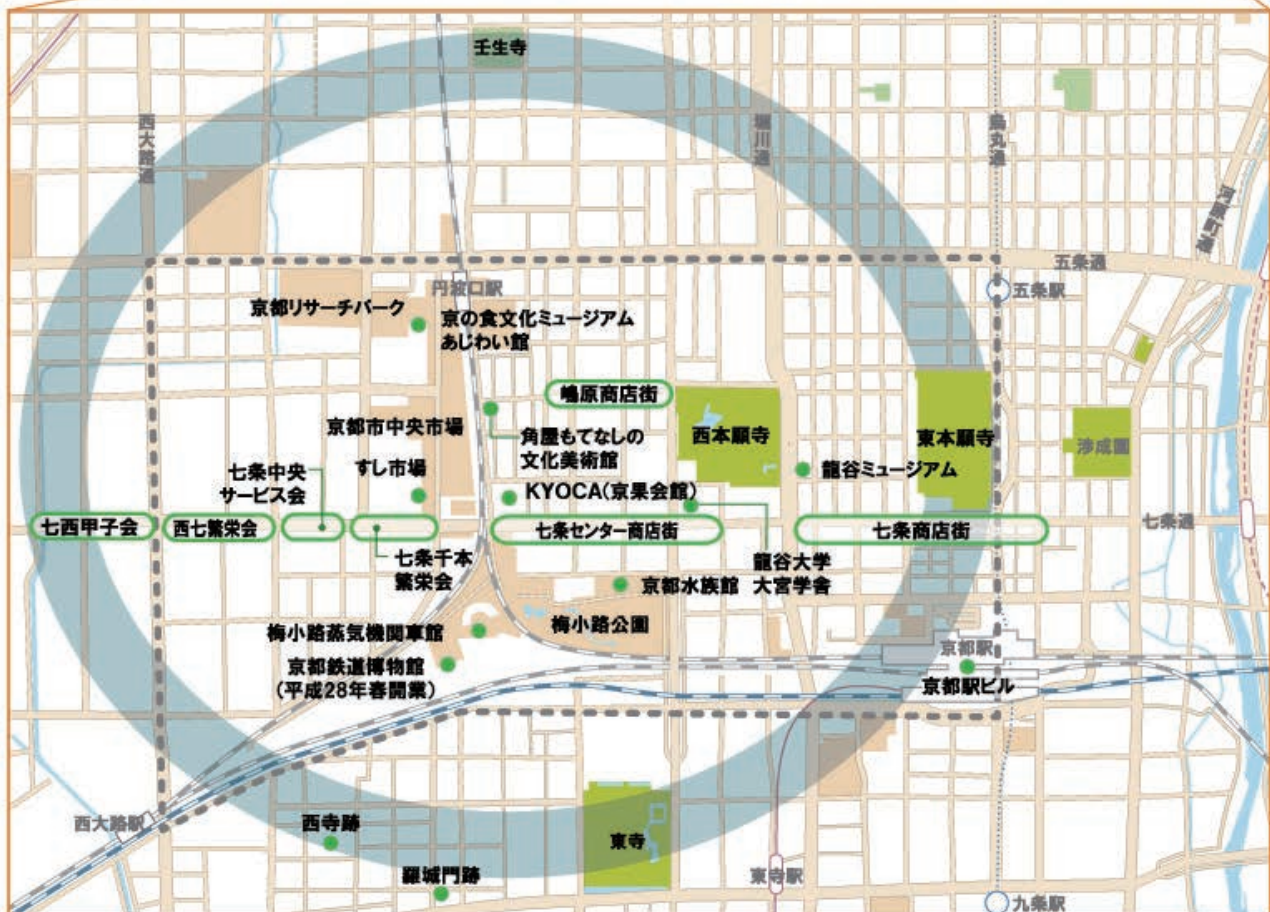 壬生寺
西大路通
堀川通
烏丸通
河原町通
五条通
丹波口駅
五条駅
京都リサーチパーク
京の食文化ミュージアム
あじわい館
嶋原商店街
京都市中央市場
角屋もてなしの
文化美術館
西本願寺
東本願寺
渉成園
七条中央
サービス会
すし市場
KYOCA(京果会館)
龍谷ミュージアム
七西甲子会
西七繁栄会
七条センター商店街
七条商店街
七条通
七条千本
繁栄会
龍谷大学
大宮学舎
京都水族館
梅小路蒸気機関車館
梅小路公園
京都鉄道博物館
(平成28年春開業)
京都駅
京都駅ビル
西大路駅
西寺跡
東寺
羅城門跡
東寺駅
九条駅